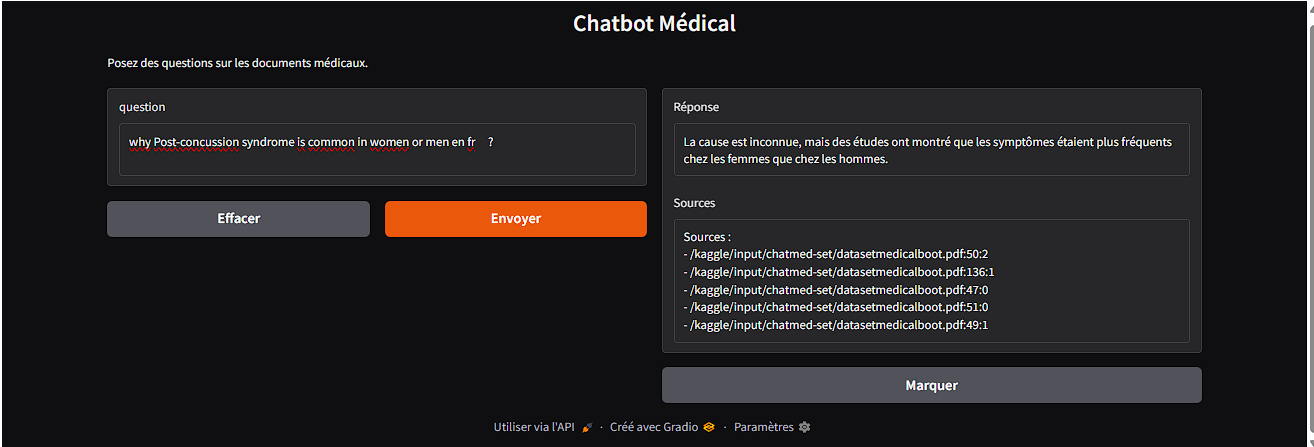 Chatbot Médical
Posez des questions sur les documents médicaux.
question
why Post-concussion syndrome is common in women or men en fr ?
Effacer
Envoyer
Réponse
La cause est inconnue, mais des études ont montré que les symptômes étaient plus fréquents
chez les femmes que chez les hommes.
Sources
Sources :
- /kaggle/input/chatmed-set/datasetmedicalboot.pdf:50:2
- /kaggle/input/chatmed-set/datasetmedicalboot.pdf:136:1
- /kaggle/input/chatmed-set/datasetmedicalboot.pdf:47:0
- /kaggle/input/chatmed-set/datasetmedicalboot.pdf:51:0
- /kaggle/input/chatmed-set/datasetmedicalboot.pdf:49:1
Marquer
Utiliser via l'API · Créé avec Gradio · Paramètres